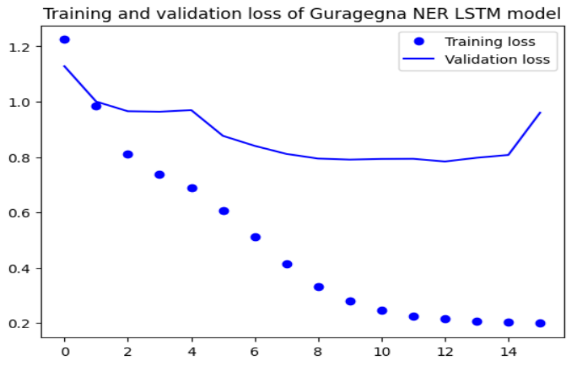 Training and validation loss of Guragegna NER LSTM model
Training loss
Validation loss
1.2
1.0
0.8
0.6
0.4
0.2
0 2 4 6 8 10 12 14